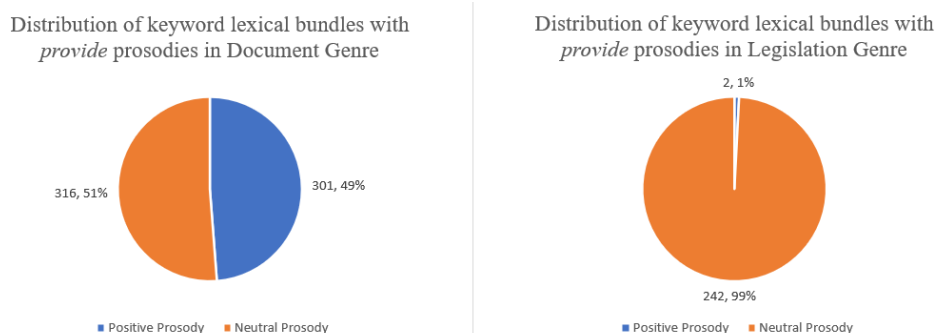 Distribution of keyword lexical bundles with
provide prosodies in Document Genre
316, 51%
301, 49%
Positive Prosody
Neutral Prosody
Distribution of keyword lexical bundles with
provide prosodies in Legislation Genre
2, 1%
242, 99%
Positive Prosody
Neutral Prosody